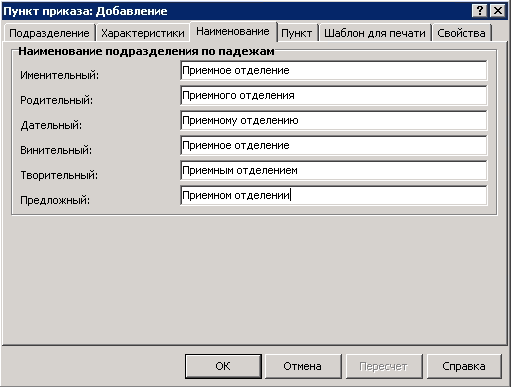 Пункт приказа: Добавление
Подразделение Характеристики Наименование Пункт Шаблон для печати Свойства
Наименование подразделения по падежам
Именительный: Приемное отделение
Родительный: Приемного отделения
Дательный: Приемному отделению
Винительный: Приемное отделение
Творительный: Приемным отделением
Предложный: Приемном отделении
ОК Отмена Пересчет Справка